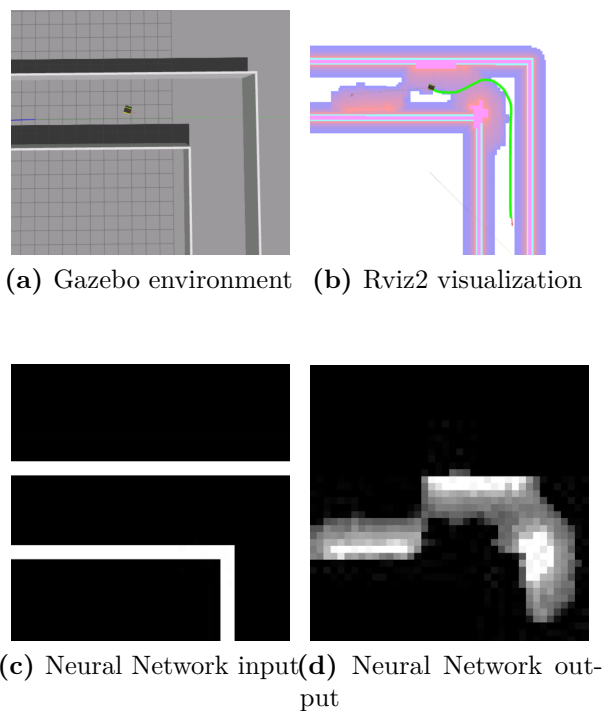 (a) Gazebo environment
(b) Rviz2 visualization
(c) Neural Network input
(d) Neural Network out-
put